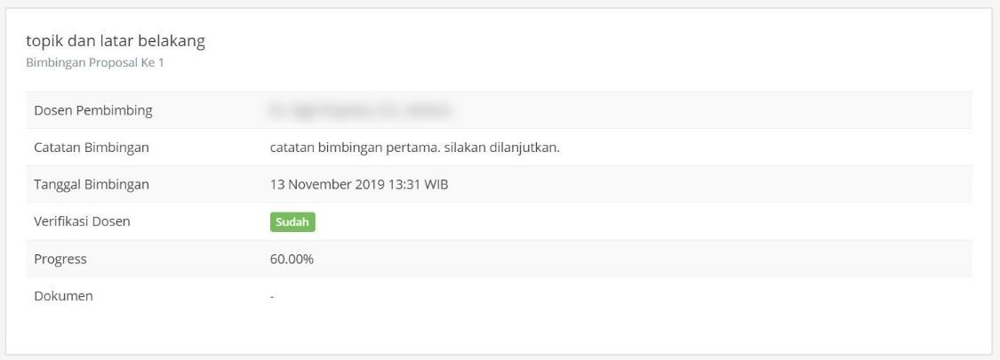 topik dan latar belakang
Bimbingan Proposal Ke 1
Dosen Pembimbing
Catatan Bimbingan catatan bimbingan pertama. silakan dilanjutkan.
Tanggal Bimbingan 13 November 2019 13:31 WIB
Verifikasi Dosen Sudah
Progress 60.00%
Dokumen -